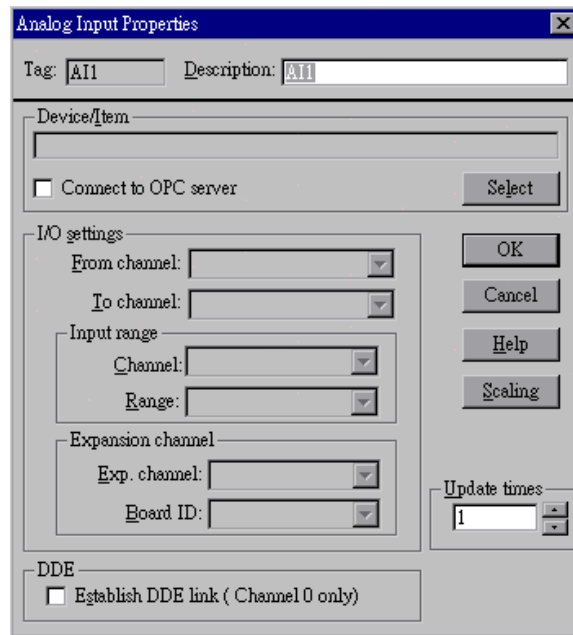 Analog Input Properties
Tag: AI1 Description: AI1
Device/Item
Connect to OPC server Select
I/O settings
From channel: OK
To channel: Cancel
Input range
Channel: Help
Range: Scaling
Expansion channel
Exp. channel: Update times
Board ID: 1
DDE
Establish DDE link ( Channel 0 only)